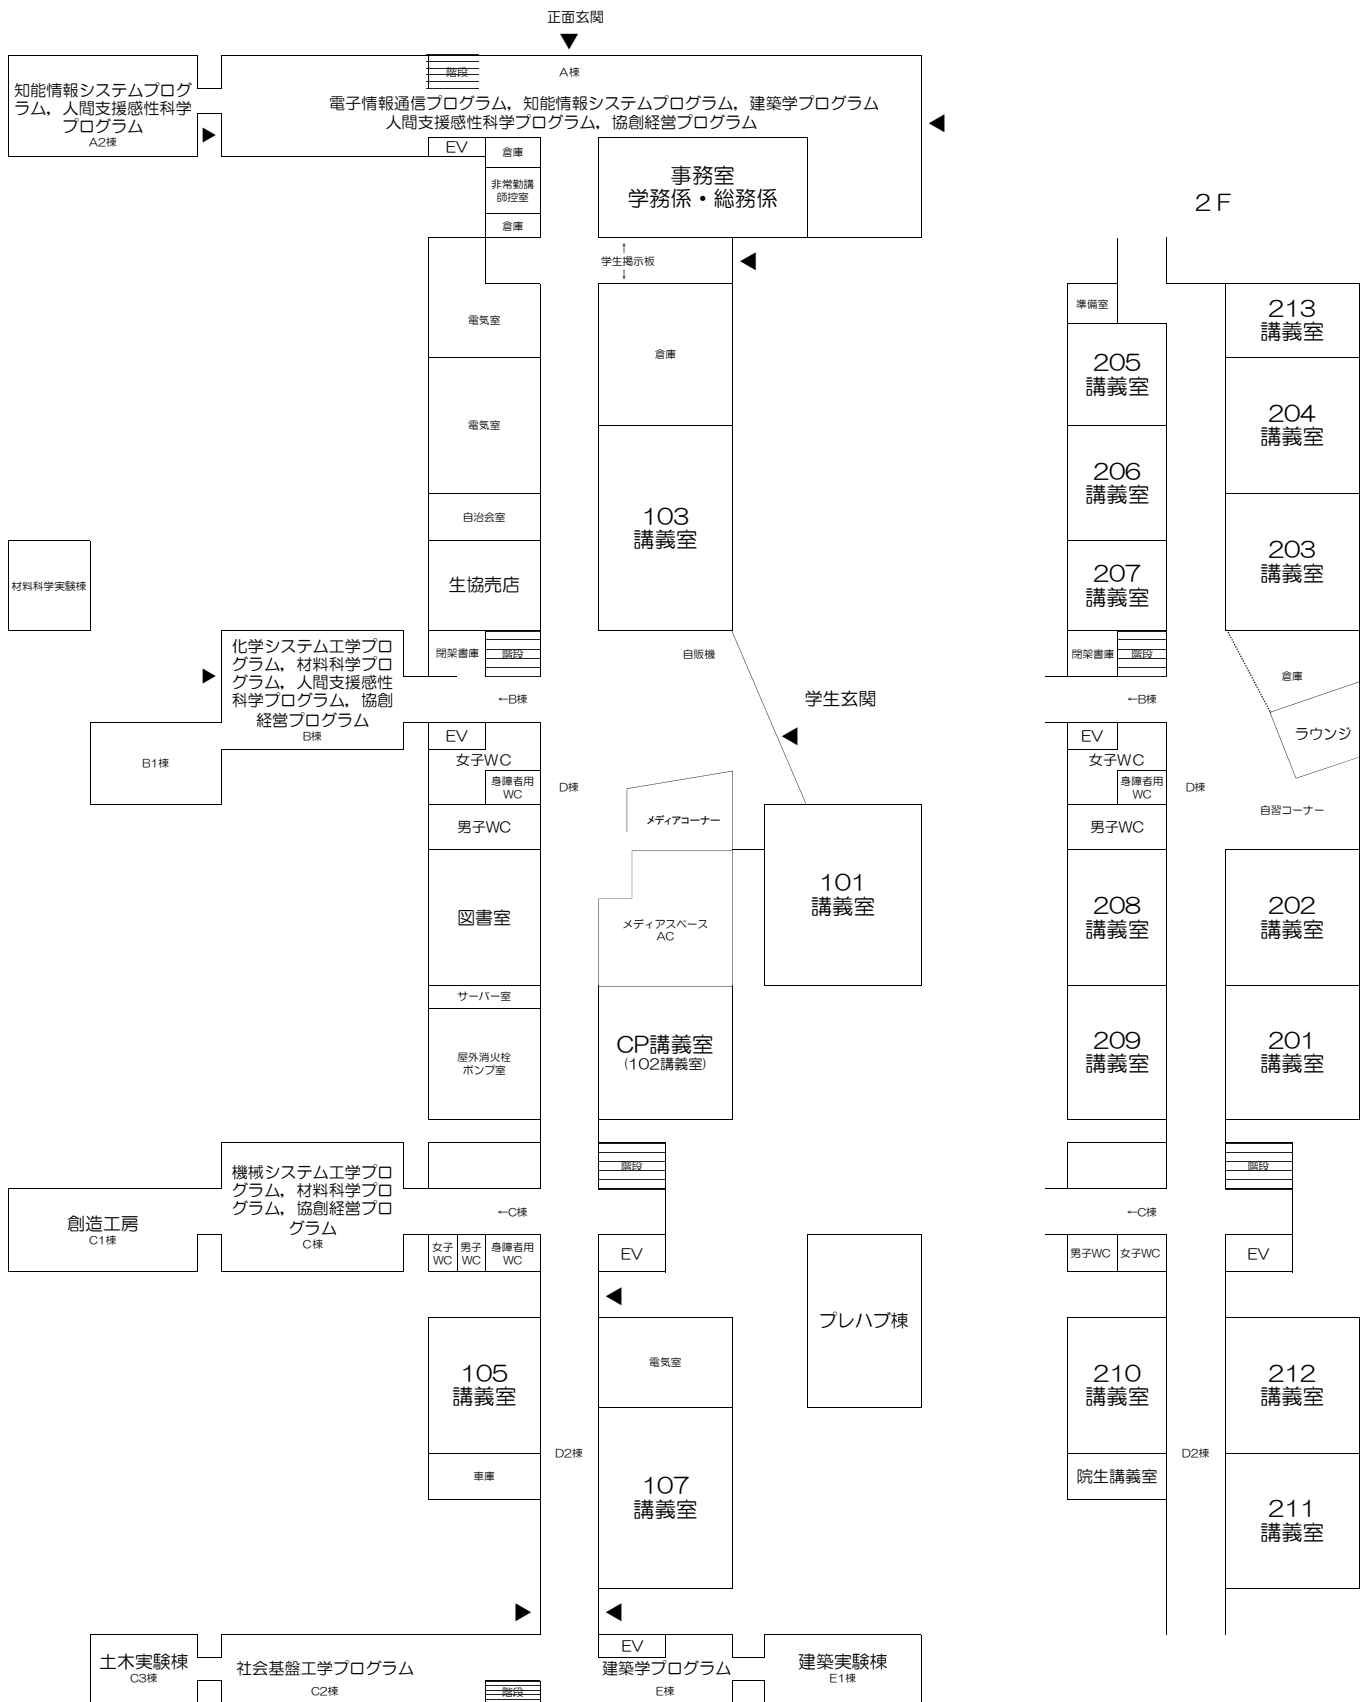 正面玄関
階段
A棟
知能情報システムプログ
ラム，人間支援感性科学
プログラム
A2棟
電子情報通信プログラム，知能情報システムプログラム，建築学プログラム
人間支援感性科学プログラム，協創経営プログラム
EV
倉庫
非常勤講
師控室
倉庫
事務室
学務係・総務係
↑
学生掲示板
↓
電気室
倉庫
電気室
自治会室
103
講義室
生協売店
材料科学実験棟
閉架書庫
階段
自販機
化学システム工学プロ
グラム，材料科学プロ
グラム，人間支援感性
科学プログラム，協創
経営プログラム
B棟
←B棟
学生玄関
B1棟
EV
女子WC
身障者用
WC
D棟
男子WC
メディアコーナー
101
講義室
図書室
メディアスペース
AC
サーバー室
屋外消火栓
ポンプ室
CP講義室
(102講義室)
機械システム工学プロ
グラム，材料科学プロ
グラム，協創経営プロ
グラム
C棟
階段
創造工房
C1棟
←C棟
女子
WC
男子
WC
身障者用
WC
EV
プレハブ棟
105
講義室
電気室
D2棟
車庫
107
講義室
土木実験棟
C3棟
社会基盤工学プログラム
C2棟
階段
EV
建築学プログラム
E棟
建築実験棟
E1棟
2F
準備室
213
講義室
205
講義室
204
講義室
206
講義室
203
講義室
207
講義室
閉架書庫
階段
倉庫
←B棟
ラウンジ
EV
女子WC
身障者用
WC
D棟
自習コーナー
男子WC
208
講義室
202
講義室
209
講義室
201
講義室
階段
←C棟
男子WC
女子WC
EV
210
講義室
212
講義室
D2棟
院生講義室
211
講義室